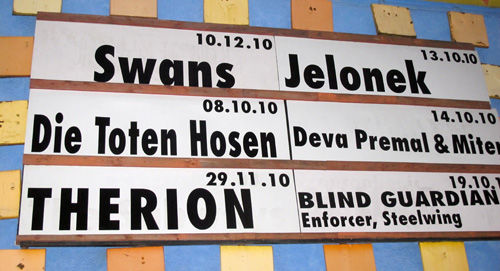 10.12.10
Swans
13.10.10
Jelonek
08.10.10
Die Toten Hosen
14.10.10
Deva Premal & Miten
29.11.10
THERION
19.10.
BLIND GUARDIAN
Enforcer, Steelwing